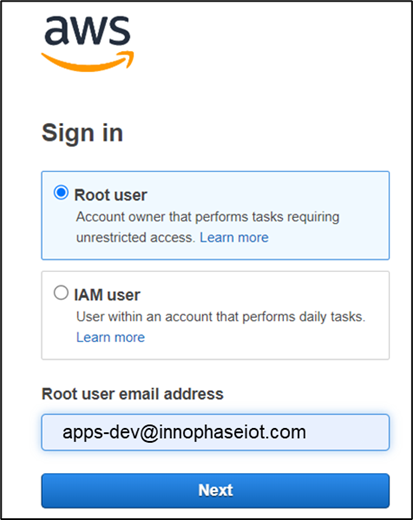 aws
Sign in
Root user
Account owner that performs tasks requiring
unrestricted access. Learn more
IAM user
User within an account that performs daily tasks.
Learn more
Root user email address
apps-dev@innophaseiot.com
Next